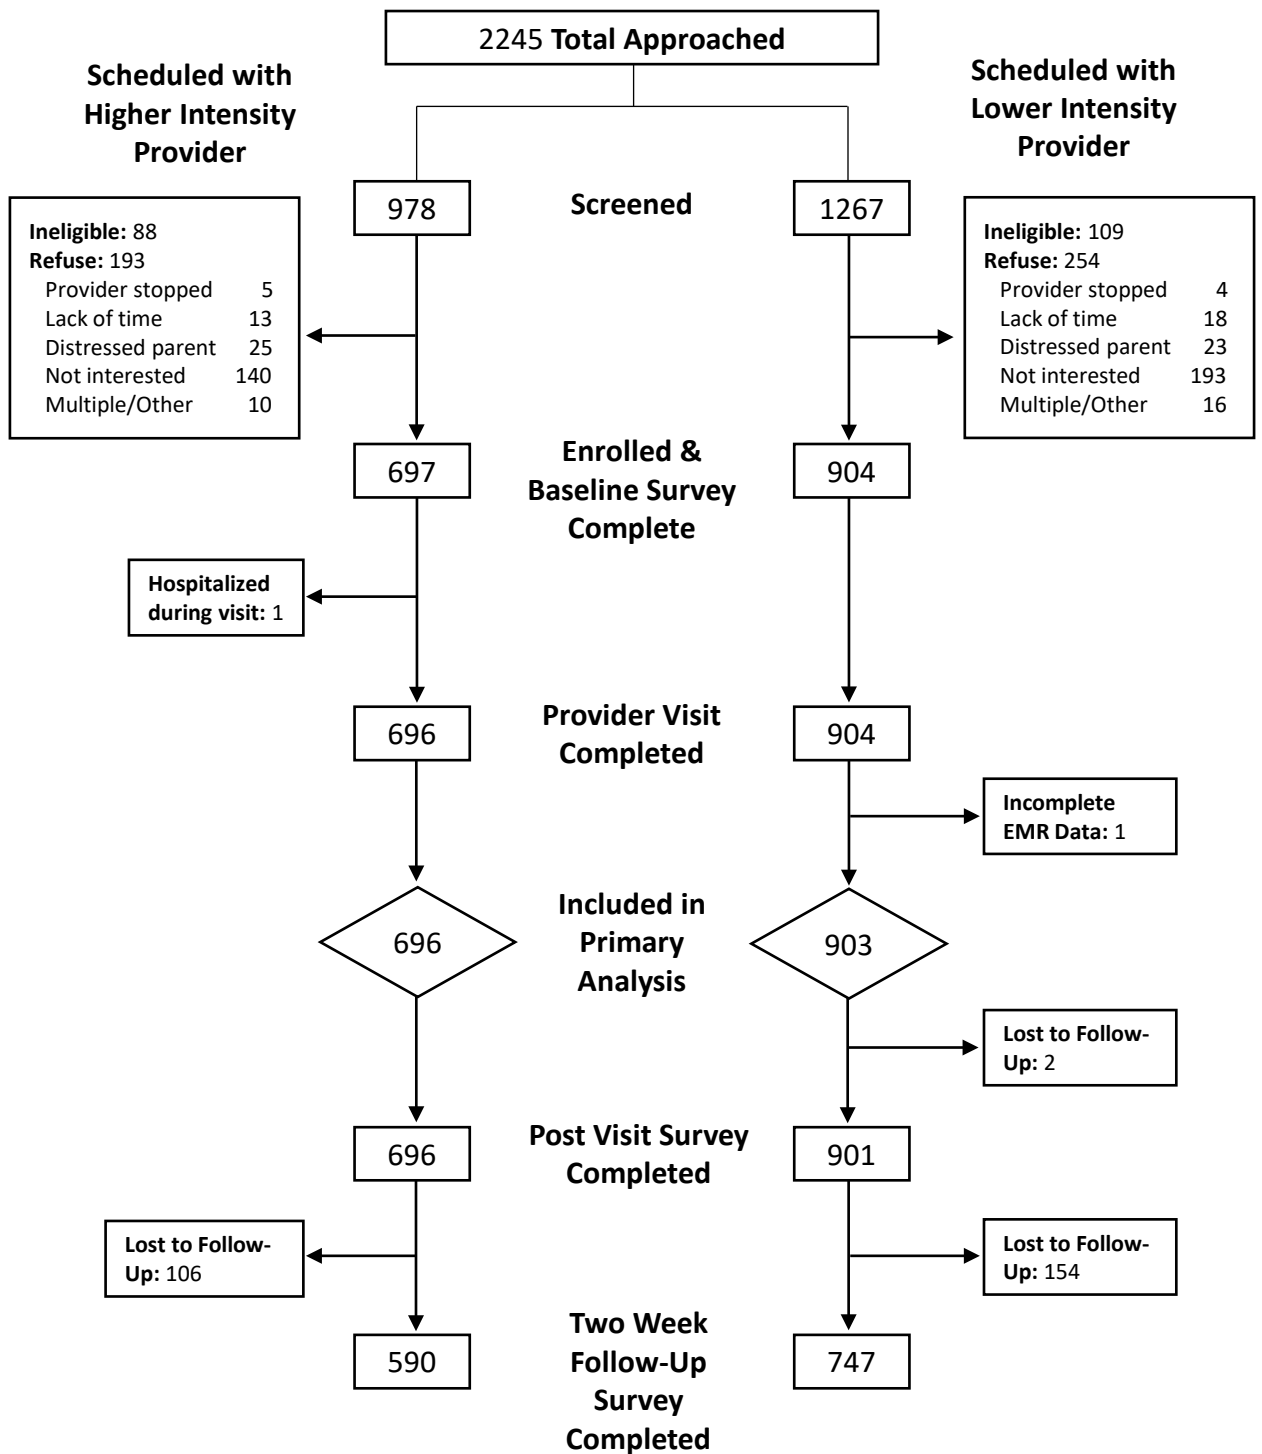 2245 Total Approached
Scheduled with
Higher Intensity
Provider
Scheduled with
Lower Intensity
Provider
978
Screened
1267
Ineligible: 88
Refuse: 193
Provider stopped 5
Lack of time 13
Distressed parent 25
Not interested 140
Multiple/Other 10
Ineligible: 109
Refuse: 254
Provider stopped 4
Lack of time 18
Distressed parent 23
Not interested 193
Multiple/Other 16
697
Enrolled &
Baseline Survey
Complete
904
Hospitalized
during visit: 1
696
Provider Visit
Completed
904
Incomplete
EMR Data: 1
696
Included in
Primary
Analysis
903
Lost to Follow-
Up: 2
696
Post Visit Survey
Completed
901
Lost to Follow-
Up: 106
Lost to Follow-
Up: 154
590
Two Week
Follow-Up
Survey
Completed
747